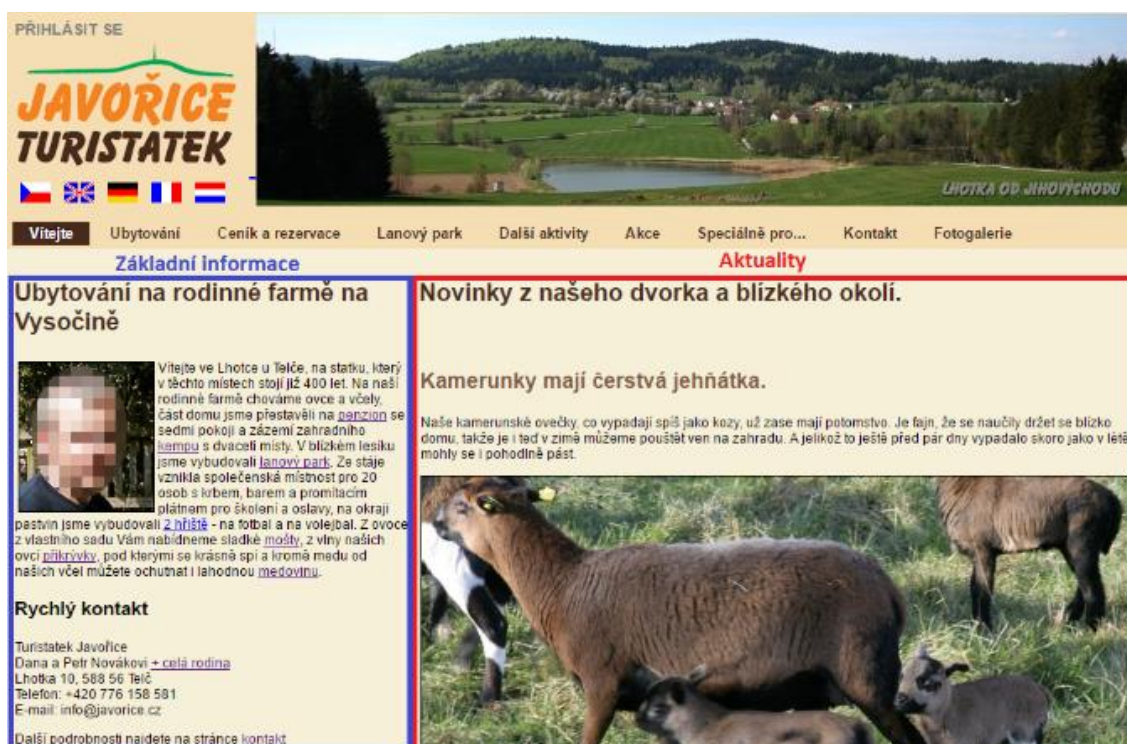 PŘIHLÁSIT SE
JAVOŘICE
TURISTATEK
LHOTKA OD JIHOVÝCHODU
Vítejte Ubytování Ceník a rezervace Lanový park Další aktivity Akce Speciálně pro... Kontakt Fotogalerie
Základní informace
Aktuality
Ubytování na rodinné farmě na
Vysočině
Vítejte ve Lhotce u Telče, na statku, který
v těchto místech stojí již 400 let. Na naší
rodinné farmě chováme ovce a včely,
část domu jsme přestavěli na penzion se
sedmi pokoji a zázemí zahradního
kempu s dvaceti místy. V blízkém lesíku
jsme vybudovali lanový park. Ze stáje
vznikla společenská místnost pro 20
osob s krbem, barem a promítacím
plátnem pro školení a oslavy, na okraji
pastvin jsme vybudovali 2 hřiště - na fotbal a na volejbal. Z ovoce
z vlastního sadu Vám nabídneme sladké mošty, z vlny našich
ovcí přikrývky, pod kterými se krásně spí a kromě medu od
našich včel můžete ochutnat i lahodnou medovinu.
Rychlý kontakt
Turistatek Javořice
Dana a Petr Novákovi + celá rodina
Lhotka 10, 588 56 Telč
Telefon: +420 776 158 581
E-mail: info@javorice.cz
Další podrobnosti najdete na stránce kontakt
Novinky z našeho dvorka a blízkého okolí.
Kamerunky mají čerstvá jehňátka.
Naše kamerunské ovečky, co vypadají spíš jako kozy, už zase mají potomstvo. Je fajn, že se naučily držet se blízko
domu, takže je i teď v zimě můžeme pouštět ven na zahradu. A jelikož to ještě před pár dny vypadalo skoro jako v létě
mohly se i pohodlně pást.